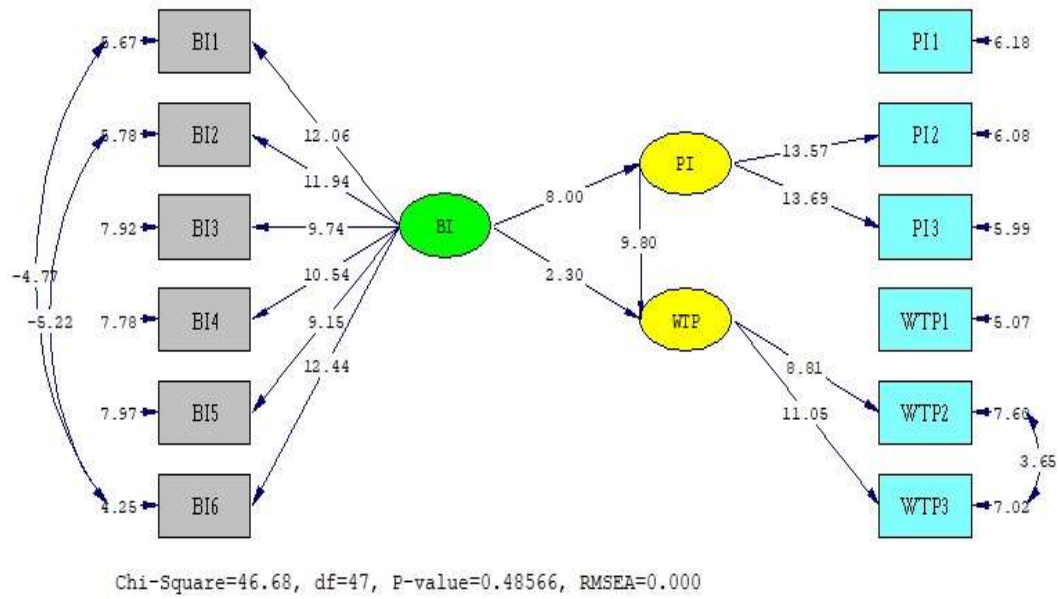 5.67 BI1 PI1 6.18
12.06
5.78 BI2 PI PI2 6.08
13.57
11.94
8.00 13.69
7.92 BI3 9.74 BI PI3 5.99
9.80
-4.77 10.54 2.30
-5.22
7.78 BI4 WTP WTP1 5.07
9.15
12.44 8.81
7.97 BI5 11.05 WTP2 7.60
3.65
4.25 BI6 WTP3 7.02
Chi-Square=46.68, df=47, P-value=0.48566, RMSEA=0.000